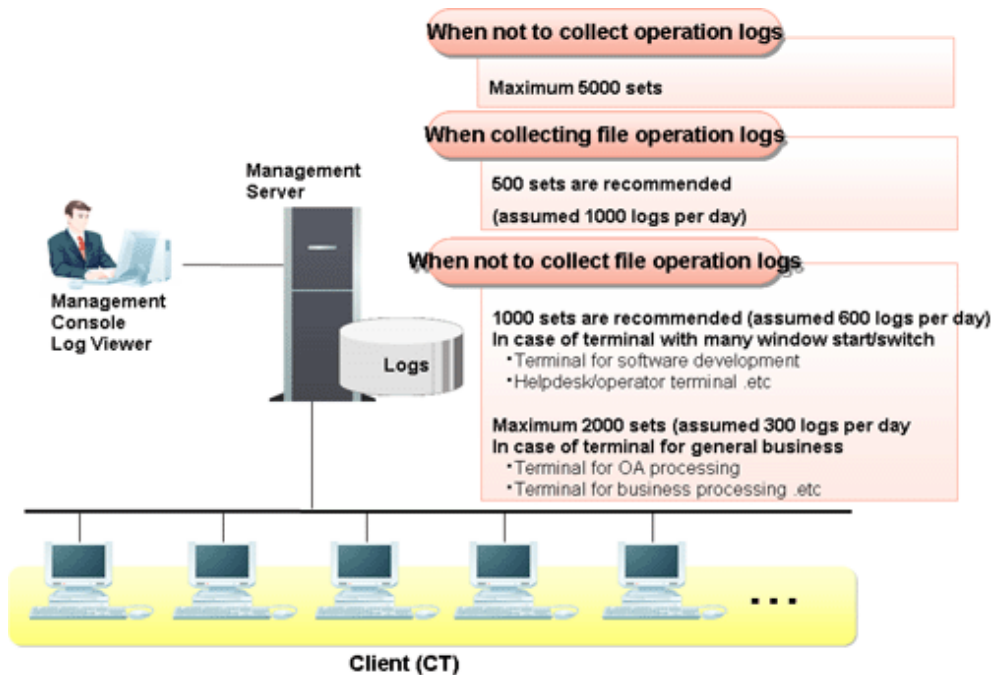 When not to collect operation logs
Maximum 5000 sets
When collecting file operation logs
500 sets are recommended
(assumed 1000 logs per day)
When not to collect file operation logs
1000 sets are recommended (assumed 600 logs per day)
In case of terminal with many window start/switch
・Terminal for software development
・Helpdesk/operator terminal .etc
Maximum 2000 sets (assumed 300 logs per day
In case of terminal for general business
・Terminal for OA processing
・Terminal for business processing .etc
Management
Server
Management
Console
Log Viewer
Logs
...
Client (CT)